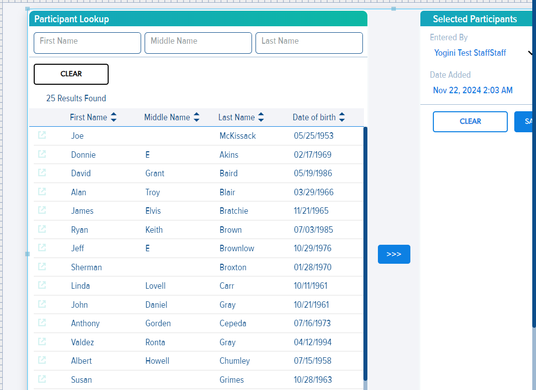 Participant Lookup
First Name Middle Name Last Name
CLEAR
25 Results Found
First Name Middle Name Last Name Date of birth
Joe McKissack 05/25/1953
Donnie E Akins 02/17/1969
David Grant Baird 05/19/1986
Alan Troy Blair 03/29/1966
James Elvis Bratchie 11/21/1965
Ryan Keith Brown 07/03/1985
Jeff E Brownlow 10/29/1976
Sherman Broxton 01/28/1970
Linda Lovell Carr 10/11/1961
John Daniel Gray 10/21/1961
Anthony Gorden Cepeda 07/16/1973
Valdez Ronta Gray 04/12/1994
Albert Howell Chumley 07/15/1958
Susan Grimes 10/28/1963
>>>
Selected Participants
Entered By
Yogini Test StaffStaff
Date Added
Nov 22, 2024 2:03 AM
CLEAR SA